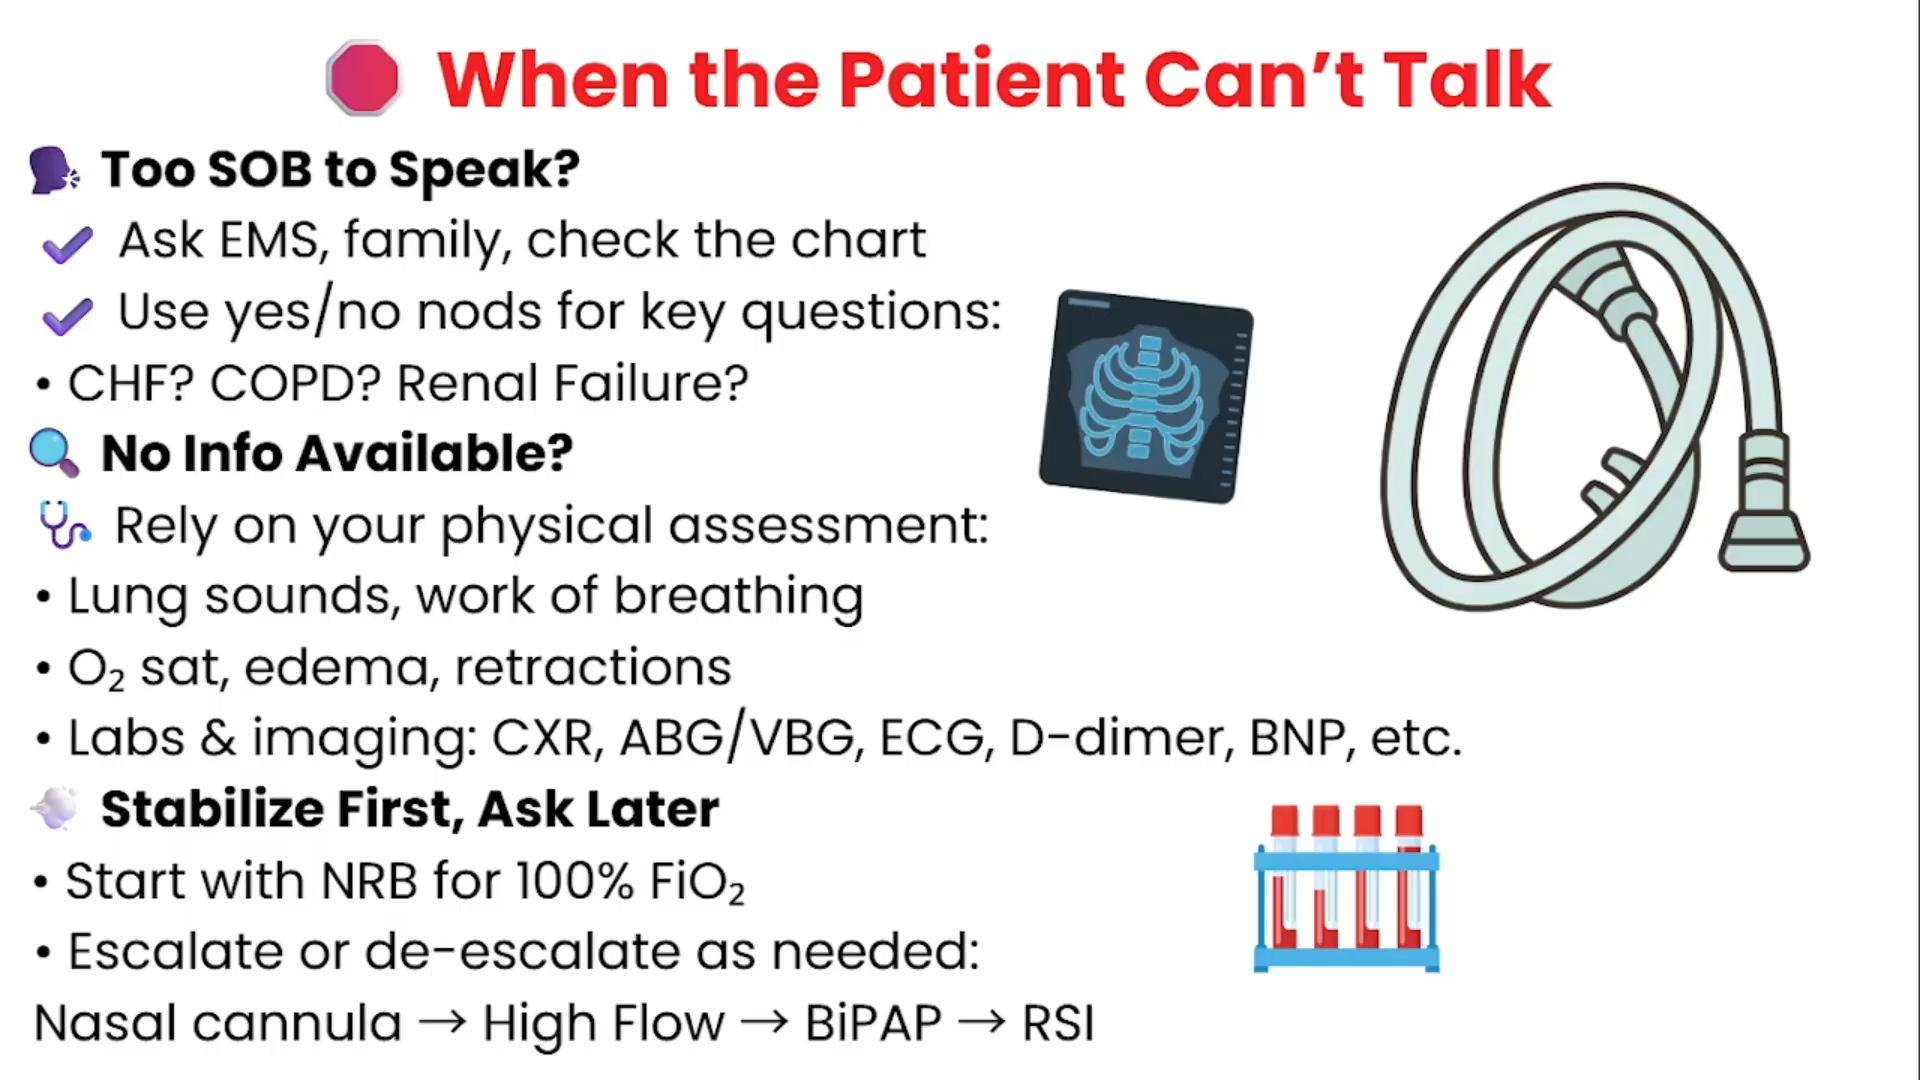 When the Patient Can’t Talk
Too SOB to Speak?
✔ Ask EMS, family, check the chart
✔ Use yes/no nods for key questions:
• CHF? COPD? Renal Failure?
No Info Available?
Rely on your physical assessment:
• Lung sounds, work of breathing
• O₂ sat, edema, retractions
• Labs & imaging: CXR, ABG/VBG, ECG, D-dimer, BNP, etc.
Stabilize First, Ask Later
• Start with NRB for 100% FiO₂
• Escalate or de-escalate as needed:
Nasal cannula → High Flow → BiPAP → RSI